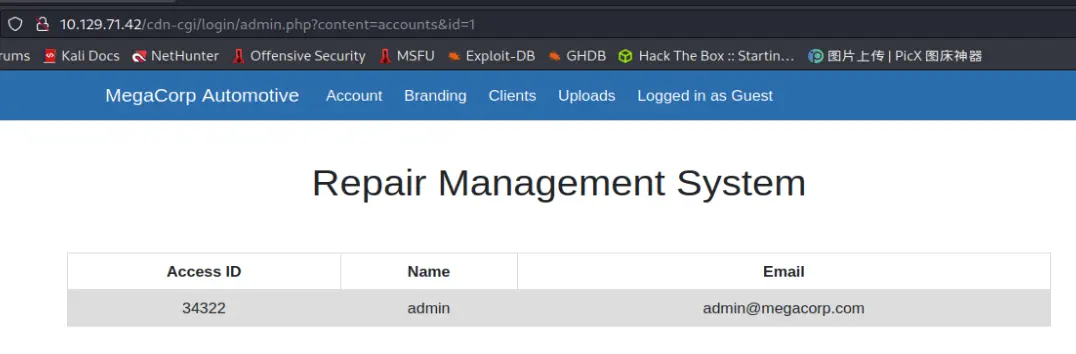 10.129.71.42/cdn-cgi/login/admin.php?content=accounts&id=1
rums Kali Docs NetHunter Offensive Security MSFU Exploit-DB GHDB Hack The Box :: Startin… 图片上传 | PicX 图床神器
MegaCorp Automotive Account Branding Clients Uploads Logged in as Guest
Repair Management System
Access ID Name Email
34322 admin admin@megacorp.com